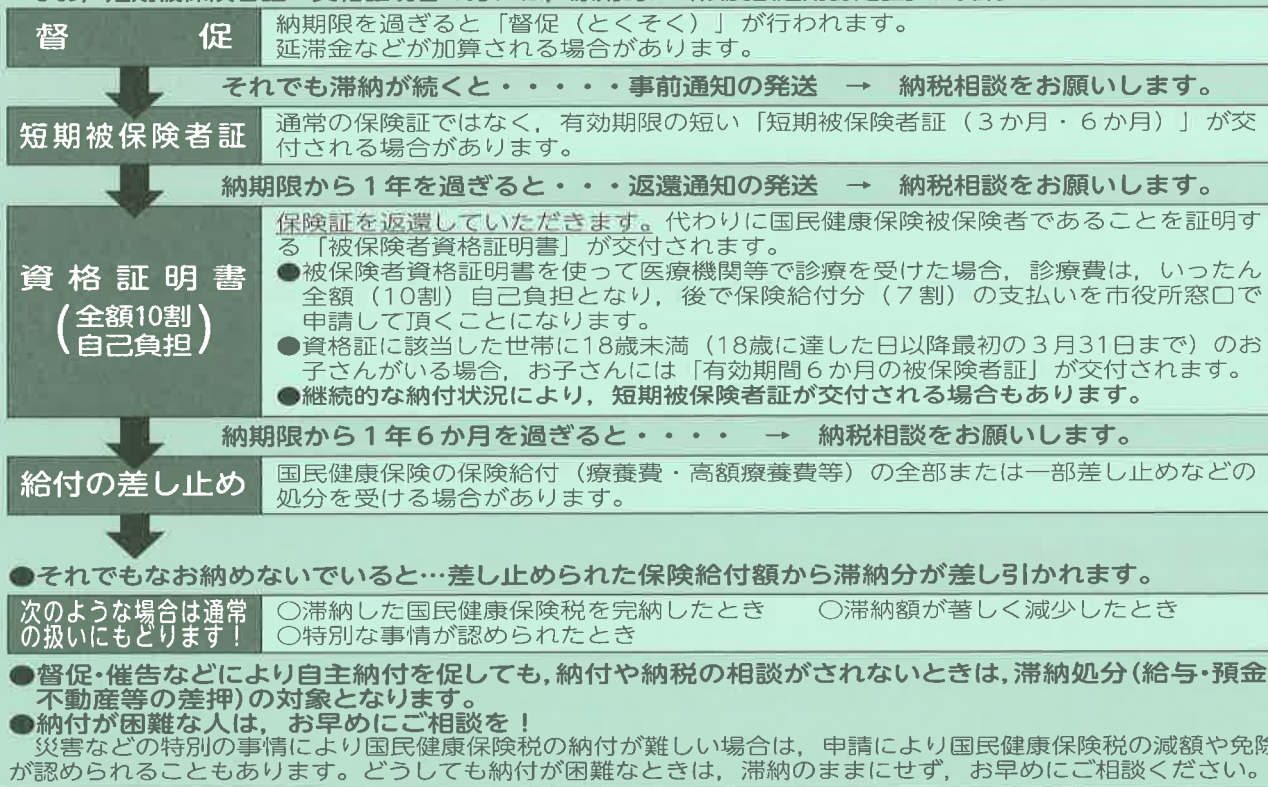 督促
納期限を過ぎると「督促（とくそく）」が行われます。
延滞金などが加算される場合があります。
それでも滞納が続くと・・・・・事前通知の発送　→　納税相談をお願いします。
短期被保険者証
通常の保険証ではなく，有効期限の短い「短期被保険者証（３か月・６か月）」が交
付される場合があります。
納期限から１年を過ぎると・・・返還通知の発送　→　納税相談をお願いします。
資格証明書
（全額10割
自己負担）
保険証を返還していただきます。代わりに国民健康保険被保険者であることを証明す
る「被保険者資格証明書」が交付されます。
●被保険者資格証明書を使って医療機関等で診療を受けた場合，診療費は，いったん
全額（10割）自己負担となり，後で保険給付分（７割）の支払いを市役所窓口で
申請して頂くことになります。
●資格証に該当した世帯に18歳未満（18歳に達した日以降最初の３月31日まで）のお
子さんがいる場合，お子さんには「有効期間６か月の被保険者証」が交付されます。
●継続的な納付状況により，短期被保険者証が交付される場合もあります。
納期限から１年６か月を過ぎると・・・・　→　納税相談をお願いします。
給付の差し止め
国民健康保険の保険給付（療養費・高額療養費等）の全部または一部差し止めなどの
処分を受ける場合があります。
●それでもなお納めないでいると…差し止められた保険給付額から滞納分が差し引かれます。
次のような場合は通常
の扱いにもどります！
○滞納した国民健康保険税を完納したとき　○滞納額が著しく減少したとき
○特別な事情が認められたとき
●督促・催告などにより自主納付を促しても，納付や納税の相談がされないときは，滞納処分（給与・預金
不動産等の差押）の対象となります。
●納付が困難な人は，お早めにご相談を！
災害などの特別の事情により国民健康保険税の納付が難しい場合は，申請により国民健康保険税の減額や免除
が認められることもあります。どうしても納付が困難なときは，滞納のままにせず，お早めにご相談ください。